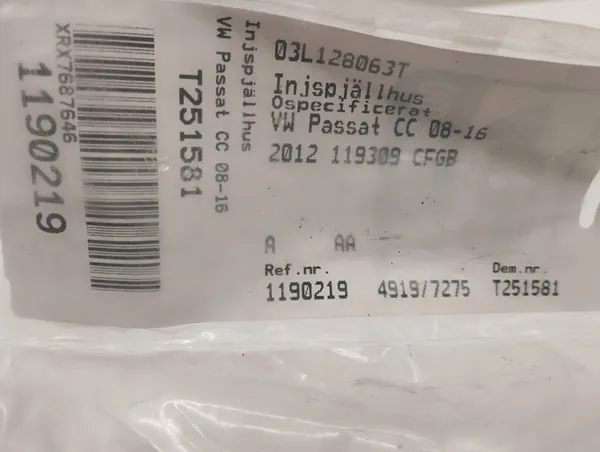 XRX7687646
1190219
T251581
VW Passat CC 08-16
Injspjällhus
03L128063T
Injspjällhus
Ospecificerat
VW Passat CC 08-16
2012 119309 CFGB
A AA
Ref.nr. Dem.nr.
1190219 4919/7275 T251581